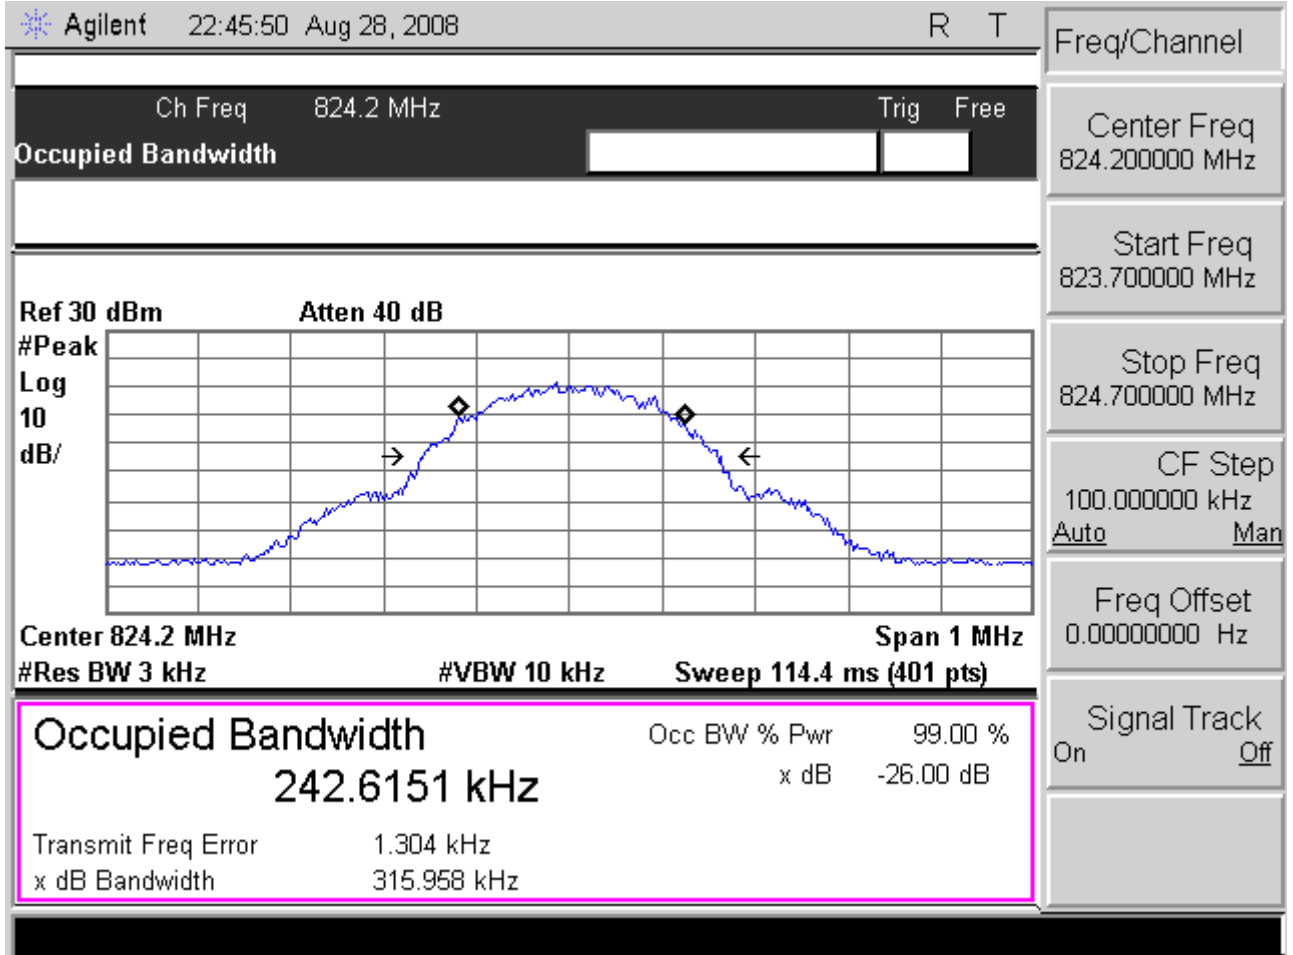 Agilent 22:45:50 Aug 28, 2008 R T
Freq/Channel
Ch Freq 824.2 MHz Trig Free
Occupied Bandwidth
Center Freq
824.200000 MHz
Start Freq
823.700000 MHz
Stop Freq
824.700000 MHz
CF Step
100.000000 kHz
Auto Man
Freq Offset
0.00000000 Hz
Signal Track
On Off
Ref 30 dBm Atten 40 dB
#Peak
Log
10
dB/
Center 824.2 MHz Span 1 MHz
#Res BW 3 kHz #VBW 10 kHz Sweep 114.4 ms (401 pts)
Occupied Bandwidth Occ BW % Pwr 99.00 %
242.6151 kHz x dB -26.00 dB
Transmit Freq Error 1.304 kHz
x dB Bandwidth 315.958 kHz